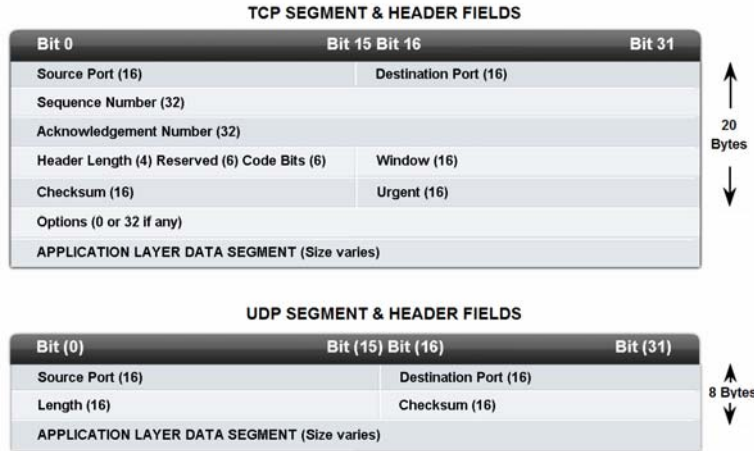 TCP SEGMENT & HEADER FIELDS
Bit 0 Bit 15 Bit 16 Bit 31
Source Port (16) Destination Port (16)
Sequence Number (32)
Acknowledgement Number (32)
20
Bytes
Header Length (4) Reserved (6) Code Bits (6) Window (16)
Checksum (16) Urgent (16)
Options (0 or 32 if any)
APPLICATION LAYER DATA SEGMENT (Size varies)
UDP SEGMENT & HEADER FIELDS
Bit (0) Bit (15) Bit (16) Bit (31)
Source Port (16) Destination Port (16)
8 Bytes
Length (16) Checksum (16)
APPLICATION LAYER DATA SEGMENT (Size varies)